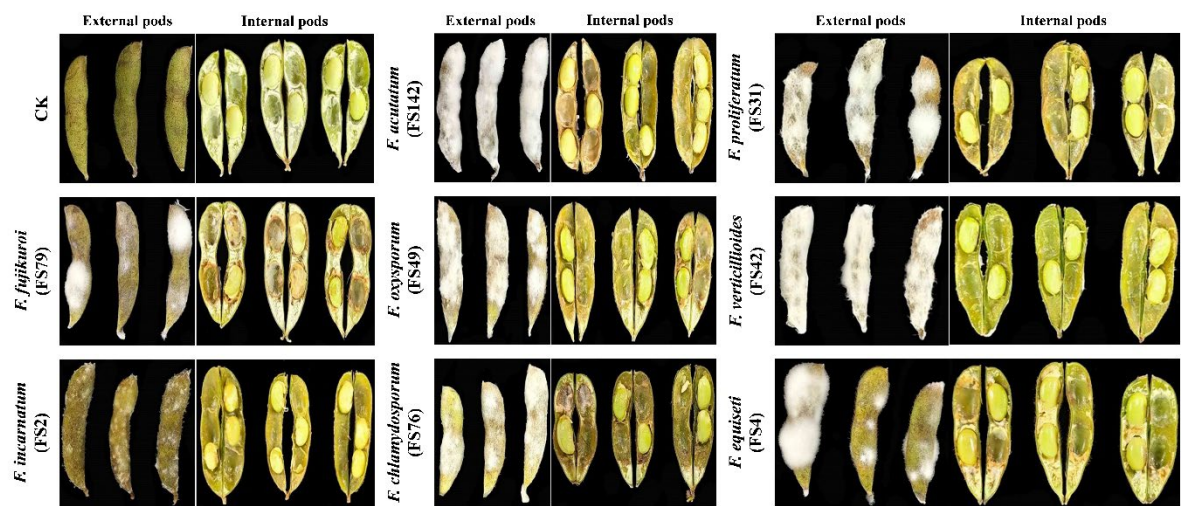 External pods Internal pods External pods Internal pods External pods Internal pods
CK
F. acutatum
(FS142)
F. proliferatum
(FS31)
F. fujikuroi
(FS79)
F. oxysporum
(FS49)
F. verticillioides
(FS42)
F. incarnatum
(FS2)
F. chlamydosporum
(FS76)
F. equiseti
(FS4)